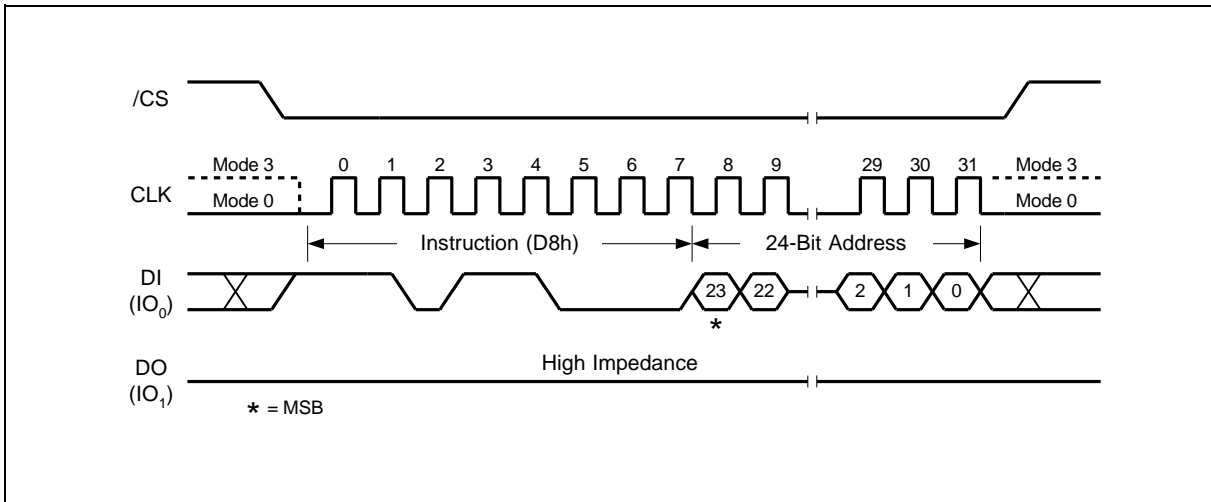 /CS
Mode 3 0 1 2 3 4 5 6 7 8 9 29 30 31 Mode 3
CLK
Mode 0 Mode 0
Instruction (D8h) 24-Bit Address
DI
(IO0)
23 22 2 1 0
*
High Impedance
DO
(IO1)
* = MSB